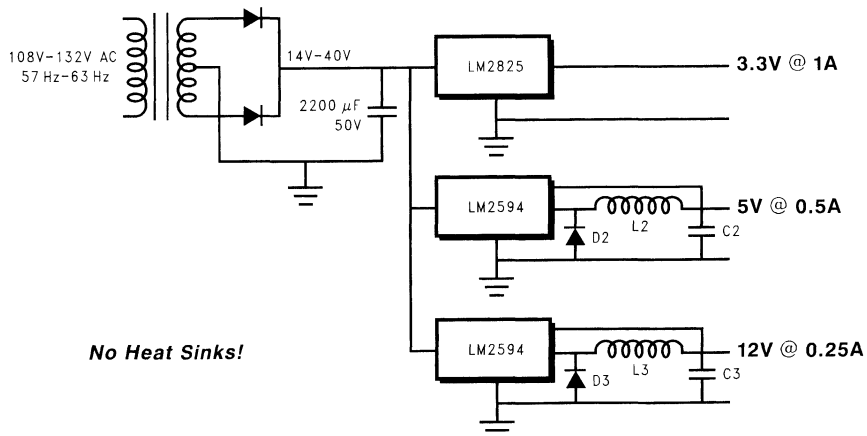 108V–132V AC
57 Hz–63 Hz
14V–40V
2200 µF
50V
LM2825
3.3V @ 1A
LM2594
D2
L2
C2
5V @ 0.5A
LM2594
D3
L3
C3
12V @ 0.25A
No Heat Sinks!